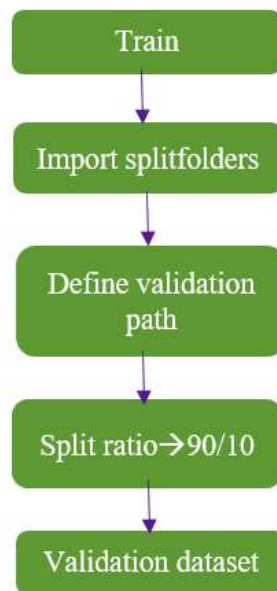 Train
Import splitfolders
Define validation
path
Split ratio→90/10
Validation dataset